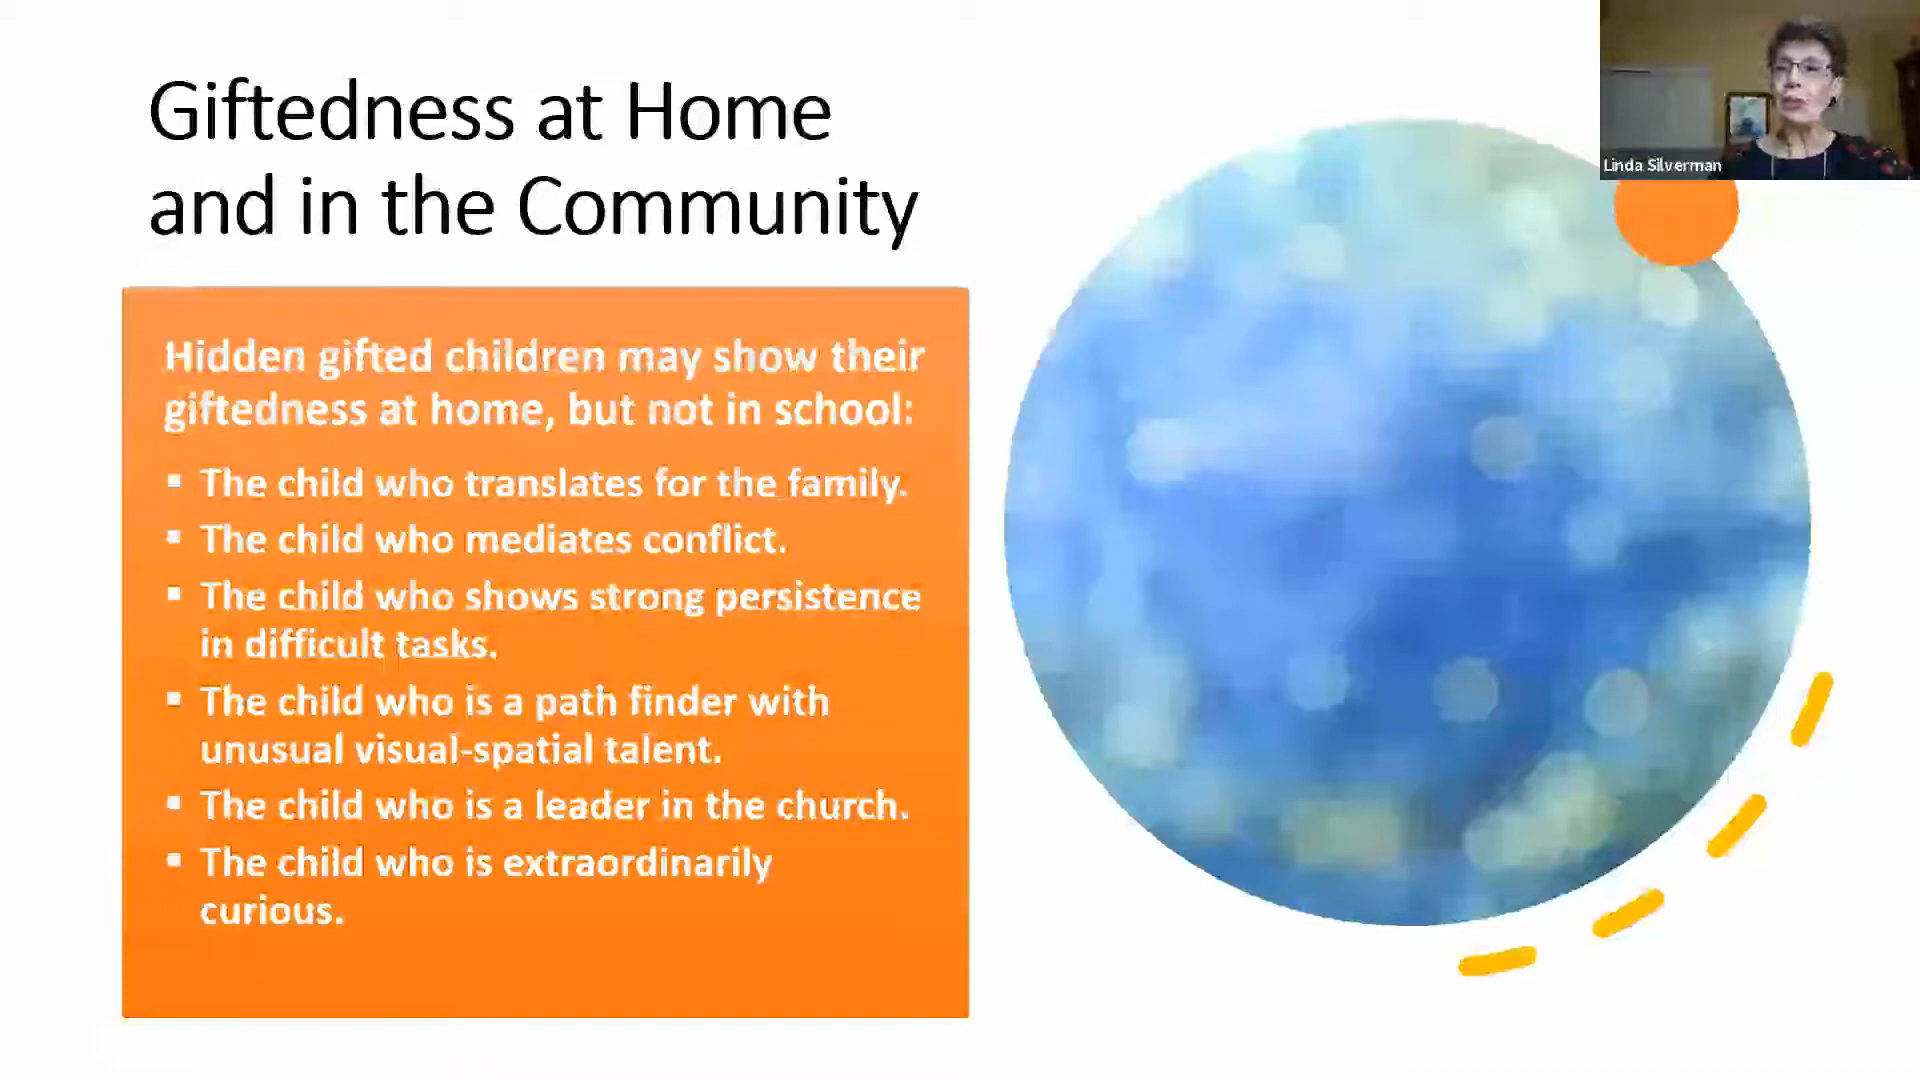 Giftedness at Home
and in the Community
Linda Silverman
Hidden gifted children may show their
giftedness at home, but not in school:
▪ The child who translates for the family.
▪ The child who mediates conflict.
▪ The child who shows strong persistence
in difficult tasks.
▪ The child who is a path finder with
unusual visual-spatial talent.
▪ The child who is a leader in the church.
▪ The child who is extraordinarily
curious.